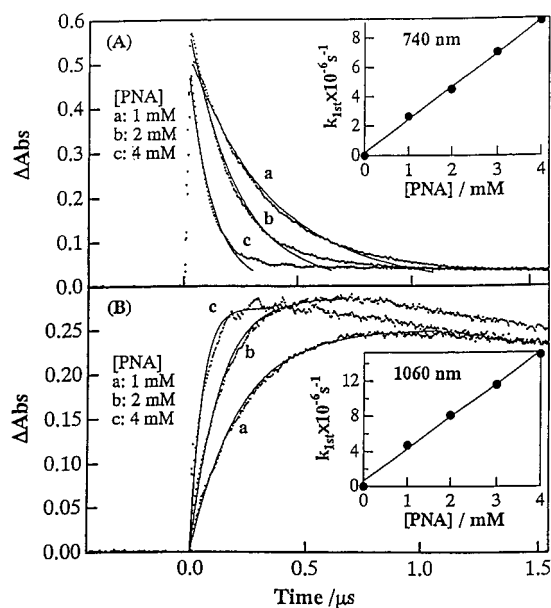 (A)
740 nm
k1st×10⁻⁶s⁻¹
8
6
4
2
0
0 1 2 3 4
[PNA] / mM
[PNA]
a: 1 mM
b: 2 mM
c: 4 mM
a
b
c
ΔAbs
0.6
0.5
0.4
0.3
0.2
0.1
0.0
(B)
c
b
a
[PNA]
a: 1 mM
b: 2 mM
c: 4 mM
1060 nm
k1st×10⁻⁶s⁻¹
12
8
4
0
0 1 2 3 4
[PNA] / mM
ΔAbs
0.25
0.20
0.15
0.10
0.05
0.00
0.0 0.5 1.0 1.5
Time /μs